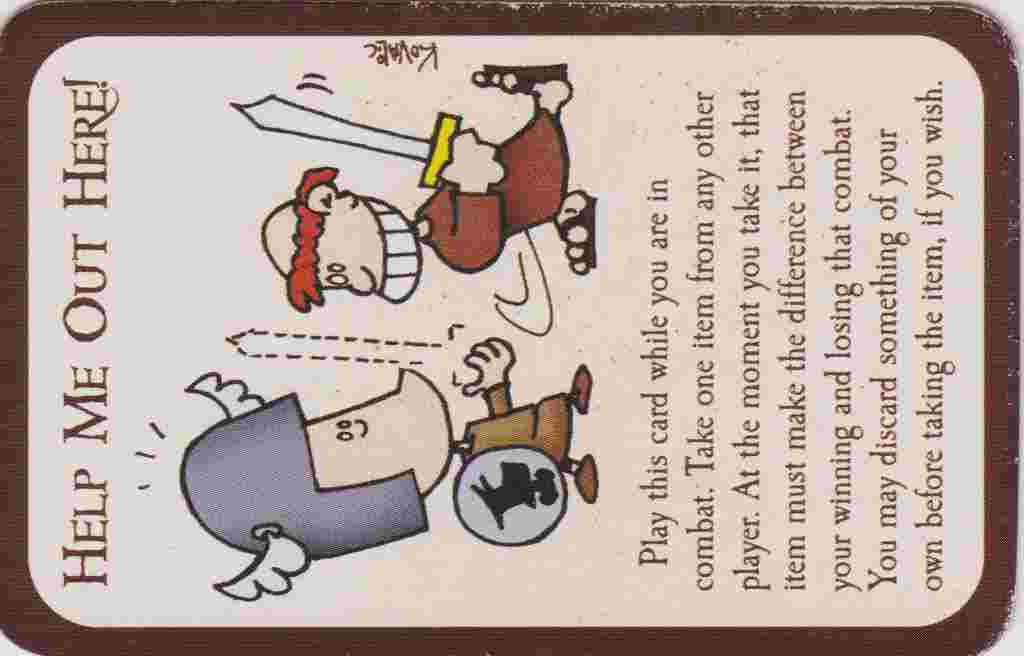 HELP ME OUT HERE!
KOVALIC
Play this card while you are in
combat. Take one item from any other
player. At the moment you take it, that
item must make the difference between
your winning and losing that combat.
You may discard something of your
own before taking the item, if you wish.